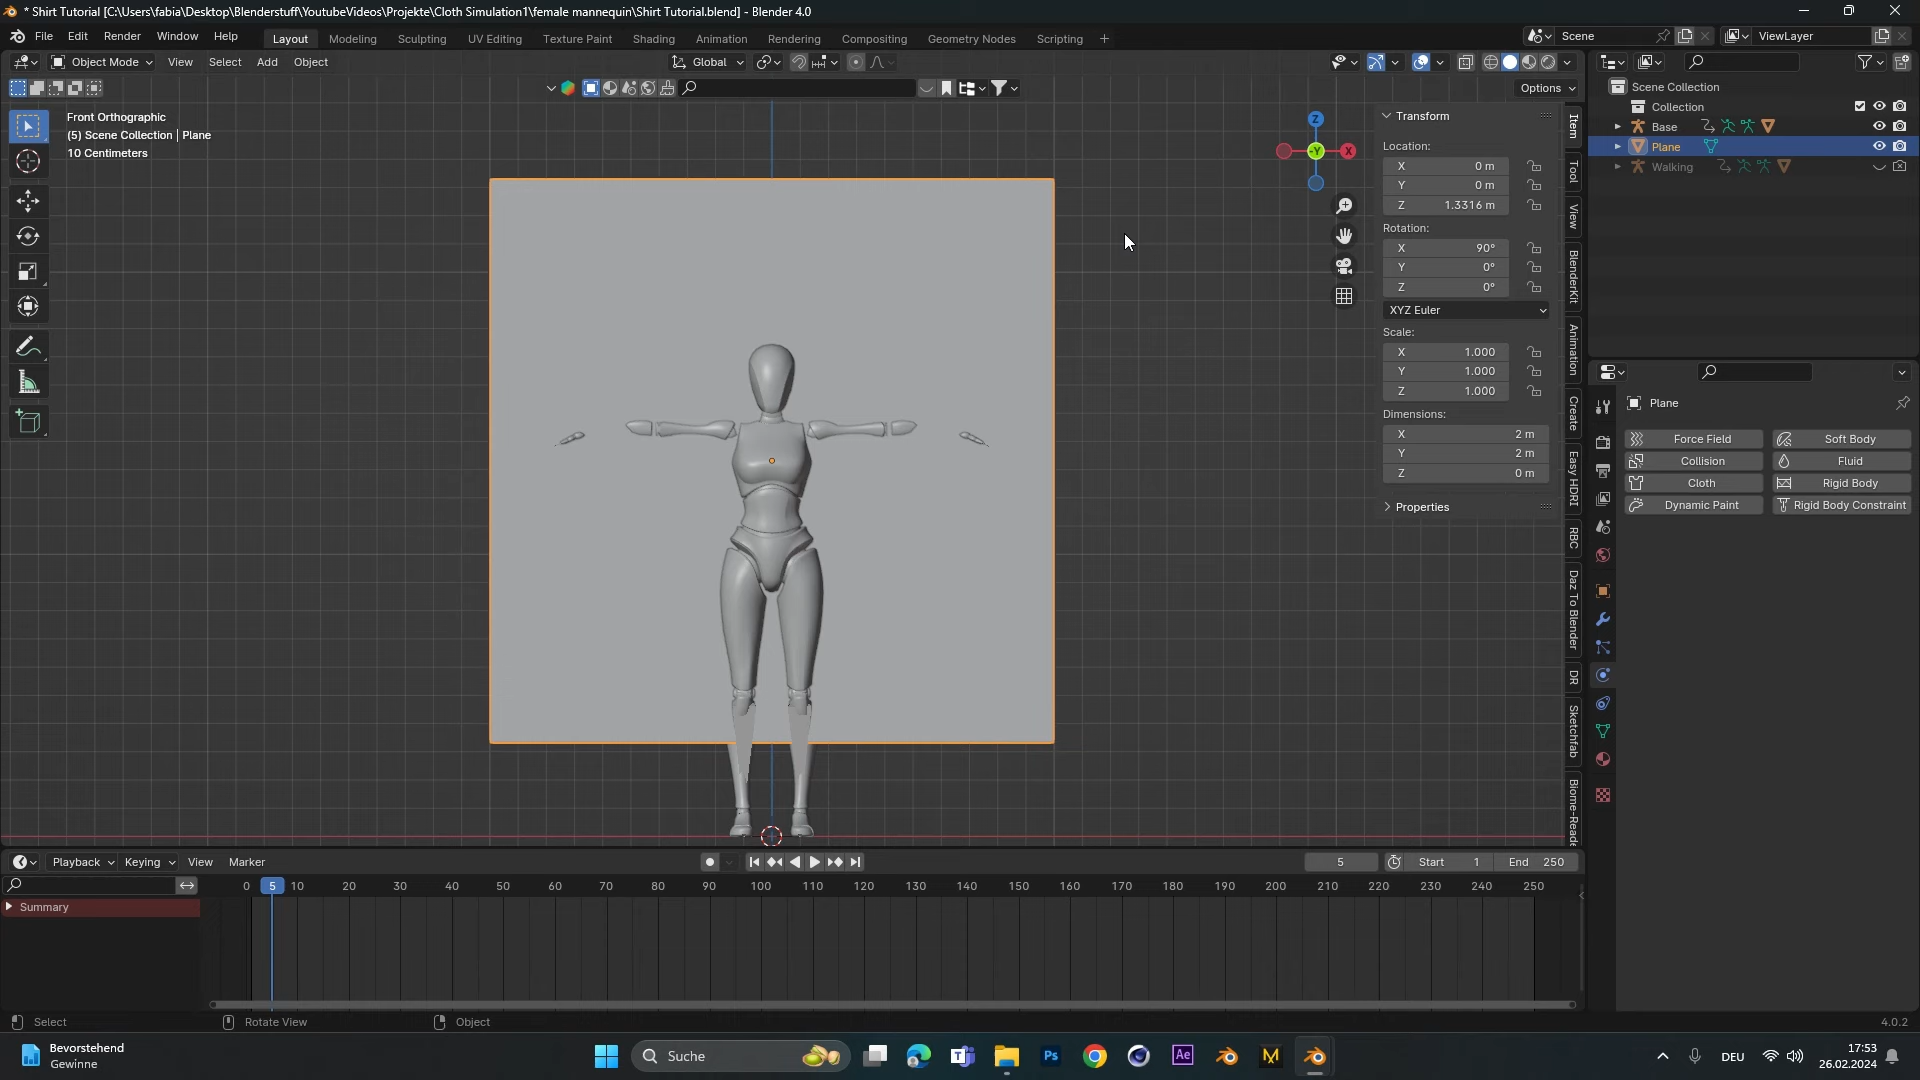 * Shirt Tutorial [C:\Users\fabia\Desktop\Blenderstuff\YoutubeVideos\Projekte\Cloth Simulation1\female mannequin\Shirt Tutorial.blend] - Blender 4.0
File Edit Render Window Help
Layout Modeling Sculpting UV Editing Texture Paint Shading Animation Rendering Compositing Geometry Nodes Scripting +
Scene
ViewLayer
Object Mode View Select Add Object
Global
Options
Front Orthographic
(5) Scene Collection | Plane
10 Centimeters
Z
-Y
X
Transform
Location:
X 0 m
Y 0 m
Z 1.3316 m
Rotation:
X 90°
Y 0°
Z 0°
XYZ Euler
Scale:
X 1.000
Y 1.000
Z 1.000
Dimensions:
X 2 m
Y 2 m
Z 0 m
Properties
Item
Tool
View
BlenderKit
Animation
Create
Easy HDRI
RBC
Daz To Blender
DR
Sketchfab
Biome-Reade
Scene Collection
Collection
Base
Plane
Walking
Plane
Force Field Soft Body
Collision Fluid
Cloth Rigid Body
Dynamic Paint Rigid Body Constraint
Playback Keying View Marker
5
Start 1
End 250
0 5 10 20 30 40 50 60 70 80 90 100 110 120 130 140 150 160 170 180 190 200 210 220 230 240 250
Summary
Select
Rotate View
Object
4.0.2
Bevorstehend
Gewinne
Suche
Ps
Ae
M
DEU
17:53
26.02.2024